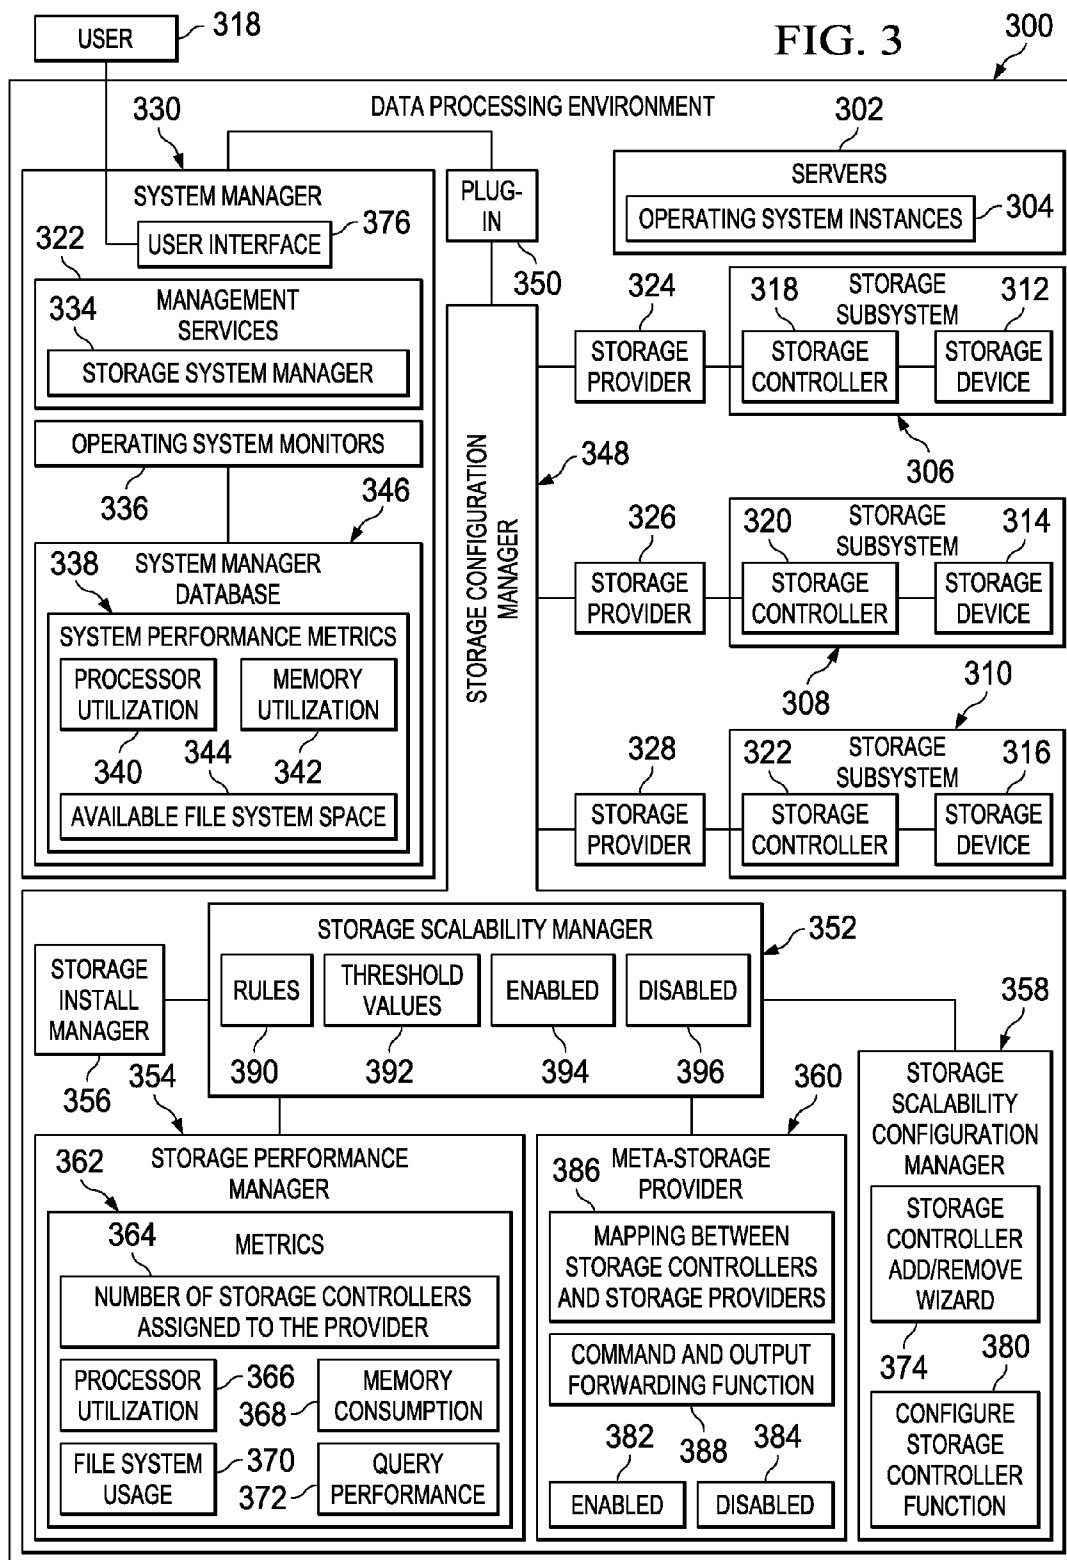 USER
318
FIG. 3
300
DATA PROCESSING ENVIRONMENT
330
SYSTEM MANAGER
USER INTERFACE
376
322
MANAGEMENT
SERVICES
334
STORAGE SYSTEM MANAGER
OPERATING SYSTEM MONITORS
336
346
SYSTEM MANAGER
DATABASE
338
SYSTEM PERFORMANCE METRICS
PROCESSOR
UTILIZATION
MEMORY
UTILIZATION
340
344
342
AVAILABLE FILE SYSTEM SPACE
PLUG-
IN
350
STORAGE CONFIGURATION
MANAGER
348
302
SERVERS
OPERATING SYSTEM INSTANCES
304
324
STORAGE
PROVIDER
STORAGE
SUBSYSTEM
318
STORAGE
CONTROLLER
312
STORAGE
DEVICE
306
326
STORAGE
PROVIDER
STORAGE
SUBSYSTEM
320
STORAGE
CONTROLLER
314
STORAGE
DEVICE
308
310
328
STORAGE
PROVIDER
STORAGE
SUBSYSTEM
322
STORAGE
CONTROLLER
316
STORAGE
DEVICE
STORAGE SCALABILITY MANAGER
352
RULES
THRESHOLD
VALUES
ENABLED
DISABLED
390
392
394
396
STORAGE
INSTALL
MANAGER
356
354
STORAGE PERFORMANCE
MANAGER
362
METRICS
364
NUMBER OF STORAGE CONTROLLERS
ASSIGNED TO THE PROVIDER
PROCESSOR
UTILIZATION
366
368
MEMORY
CONSUMPTION
FILE SYSTEM
USAGE
370
372
QUERY
PERFORMANCE
360
META-STORAGE
PROVIDER
386
MAPPING BETWEEN
STORAGE CONTROLLERS
AND STORAGE PROVIDERS
COMMAND AND OUTPUT
FORWARDING FUNCTION
382
388
384
ENABLED
DISABLED
358
STORAGE
SCALABILITY
CONFIGURATION
MANAGER
STORAGE
CONTROLLER
ADD/REMOVE
WIZARD
374
380
CONFIGURE
STORAGE
CONTROLLER
FUNCTION